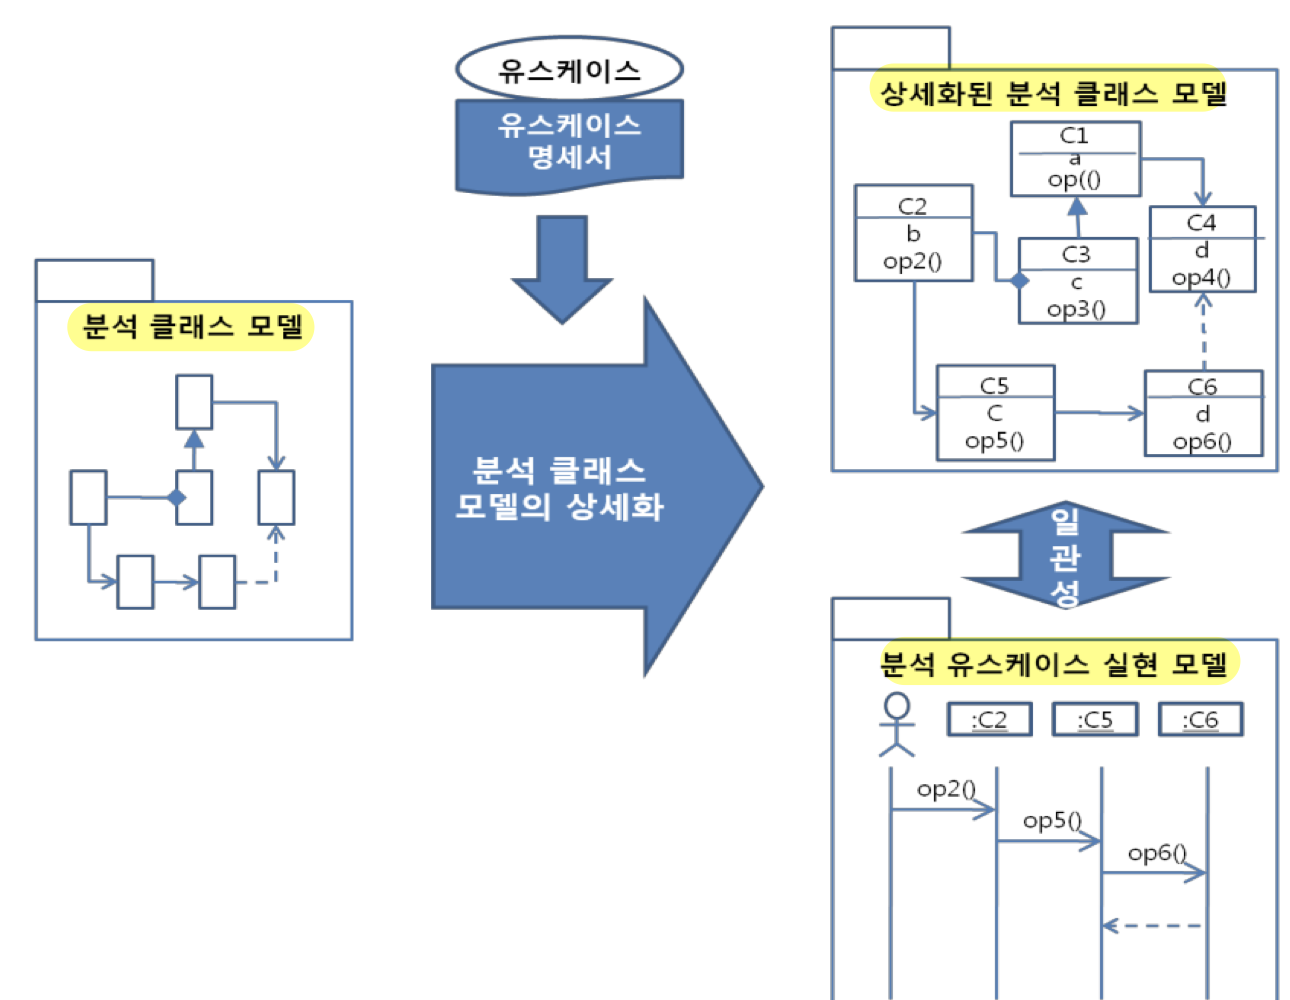 유스케이스
유스케이스
명세서
분석 클래스 모델
분석 클래스
모델의 상세화
상세화된 분석 클래스 모델
C1
a
op(()
C2
b
op2()
C3
c
op3()
C4
d
op4()
C5
C
op5()
C6
d
op6()
일
관
성
분석 유스케이스 실현 모델
:C2
:C5
:C6
op2()
op5()
op6()